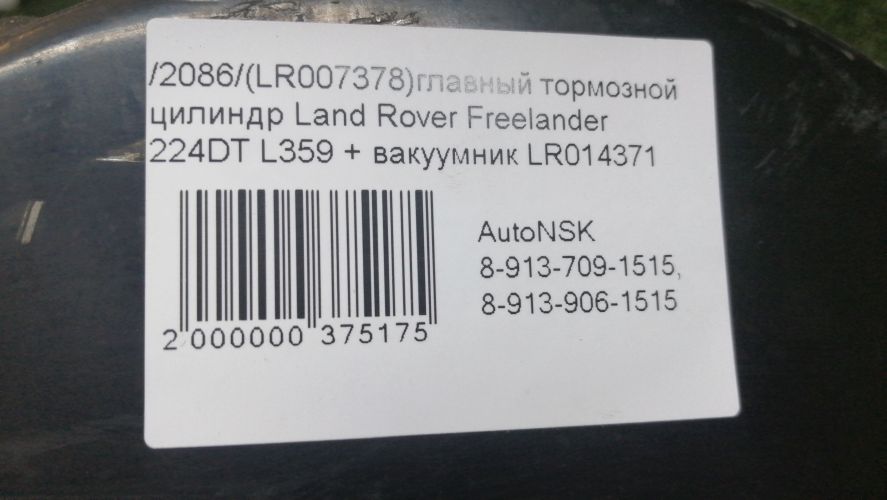 /2086/(LR007378)главный тормозной
цилиндр Land Rover Freelander
224DT L359 + вакуумник LR014371
AutoNSK
8-913-709-1515,
8-913-906-1515
2 000000 375175